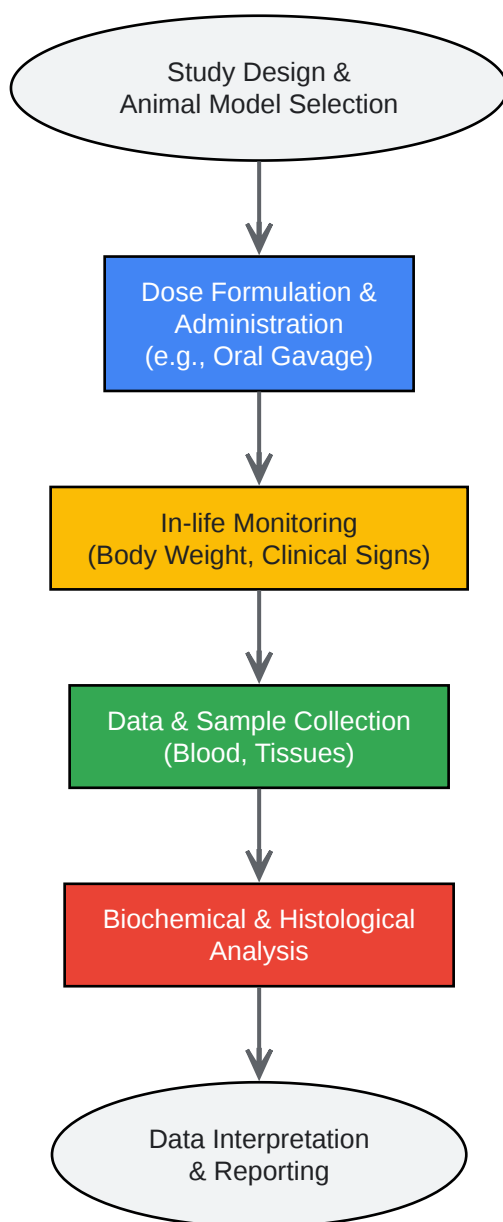 Study Design &
Animal Model Selection
Dose Formulation &
Administration
(e.g., Oral Gavage)
In-life Monitoring
(Body Weight, Clinical Signs)
Data & Sample Collection
(Blood, Tissues)
Biochemical & Histological
Analysis
Data Interpretation
& Reporting